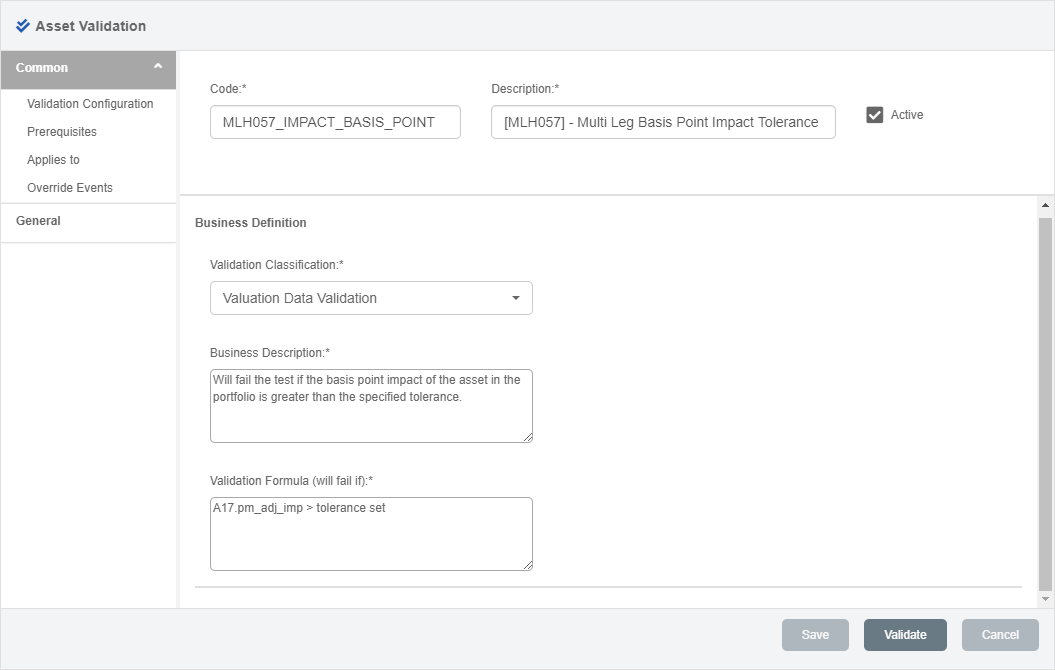 Asset Validation
Common
Validation Configuration
Prerequisites
Applies to
Override Events
General
Code:*
MLH057_IMPACT_BASIS_POINT
Description:*
[MLH057] - Multi Leg Basis Point Impact Tolerance
Active
Business Definition
Validation Classification:*
Valuation Data Validation
Business Description:*
Will fail the test if the basis point impact of the asset in the
portfolio is greater than the specified tolerance.
Validation Formula (will fail if):*
A17.pm_adj_imp > tolerance set
Save
Validate
Cancel